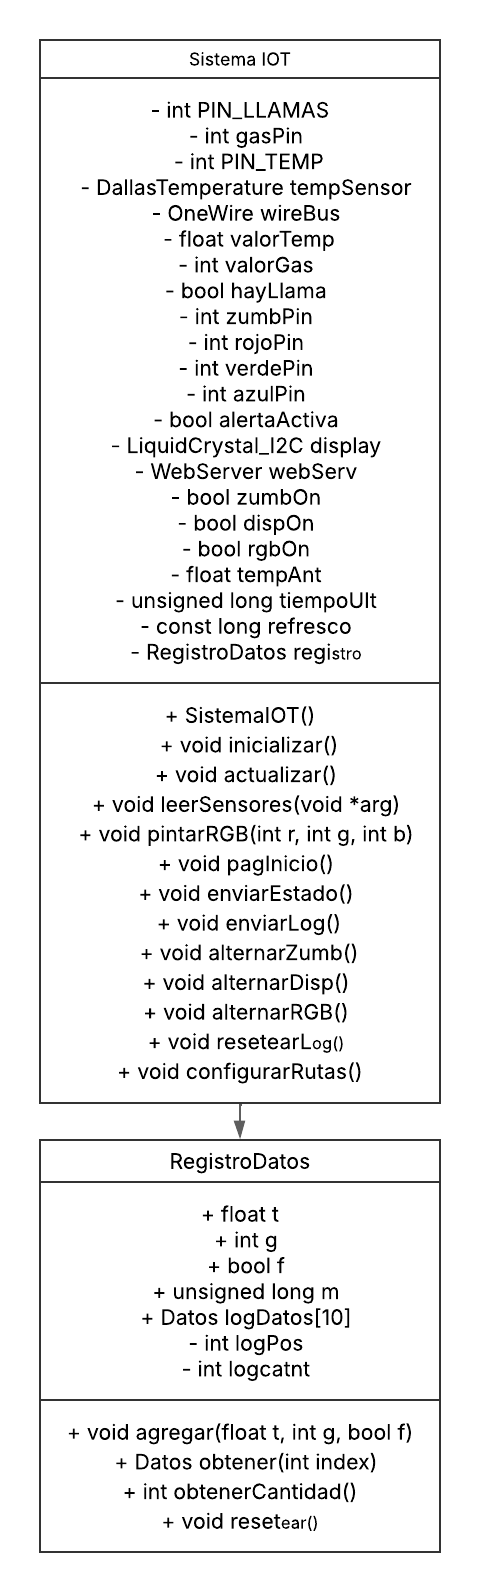 Sistema IOT
- int PIN_LLAMAS
- int gasPin
- int PIN_TEMP
- DallasTemperature tempSensor
- OneWire wireBus
- float valorTemp
- int valorGas
- bool hayLlama
- int zumbPin
- int rojoPin
- int verdePin
- int azulPin
- bool alertaActiva
- LiquidCrystal_I2C display
- WebServer webServ
- bool zumbOn
- bool dispOn
- bool rgbOn
- float tempAnt
- unsigned long tiempoUlt
- const long refresco
- RegistroDatos registro
+ SistemaIOT()
+ void inicializar()
+ void actualizar()
+ void leerSensores(void *arg)
+ void pintarRGB(int r, int g, int b)
+ void pagInicio()
+ void enviarEstado()
+ void enviarLog()
+ void alternarZumb()
+ void alternarDisp()
+ void alternarRGB()
+ void resetearLog()
+ void configurarRutas()
RegistroDatos
+ float t
+ int g
+ bool f
+ unsigned long m
+ Datos logDatos[10]
- int logPos
- int logcatnt
+ void agregar(float t, int g, bool f)
+ Datos obtener(int index)
+ int obtenerCantidad()
+ void resetear()